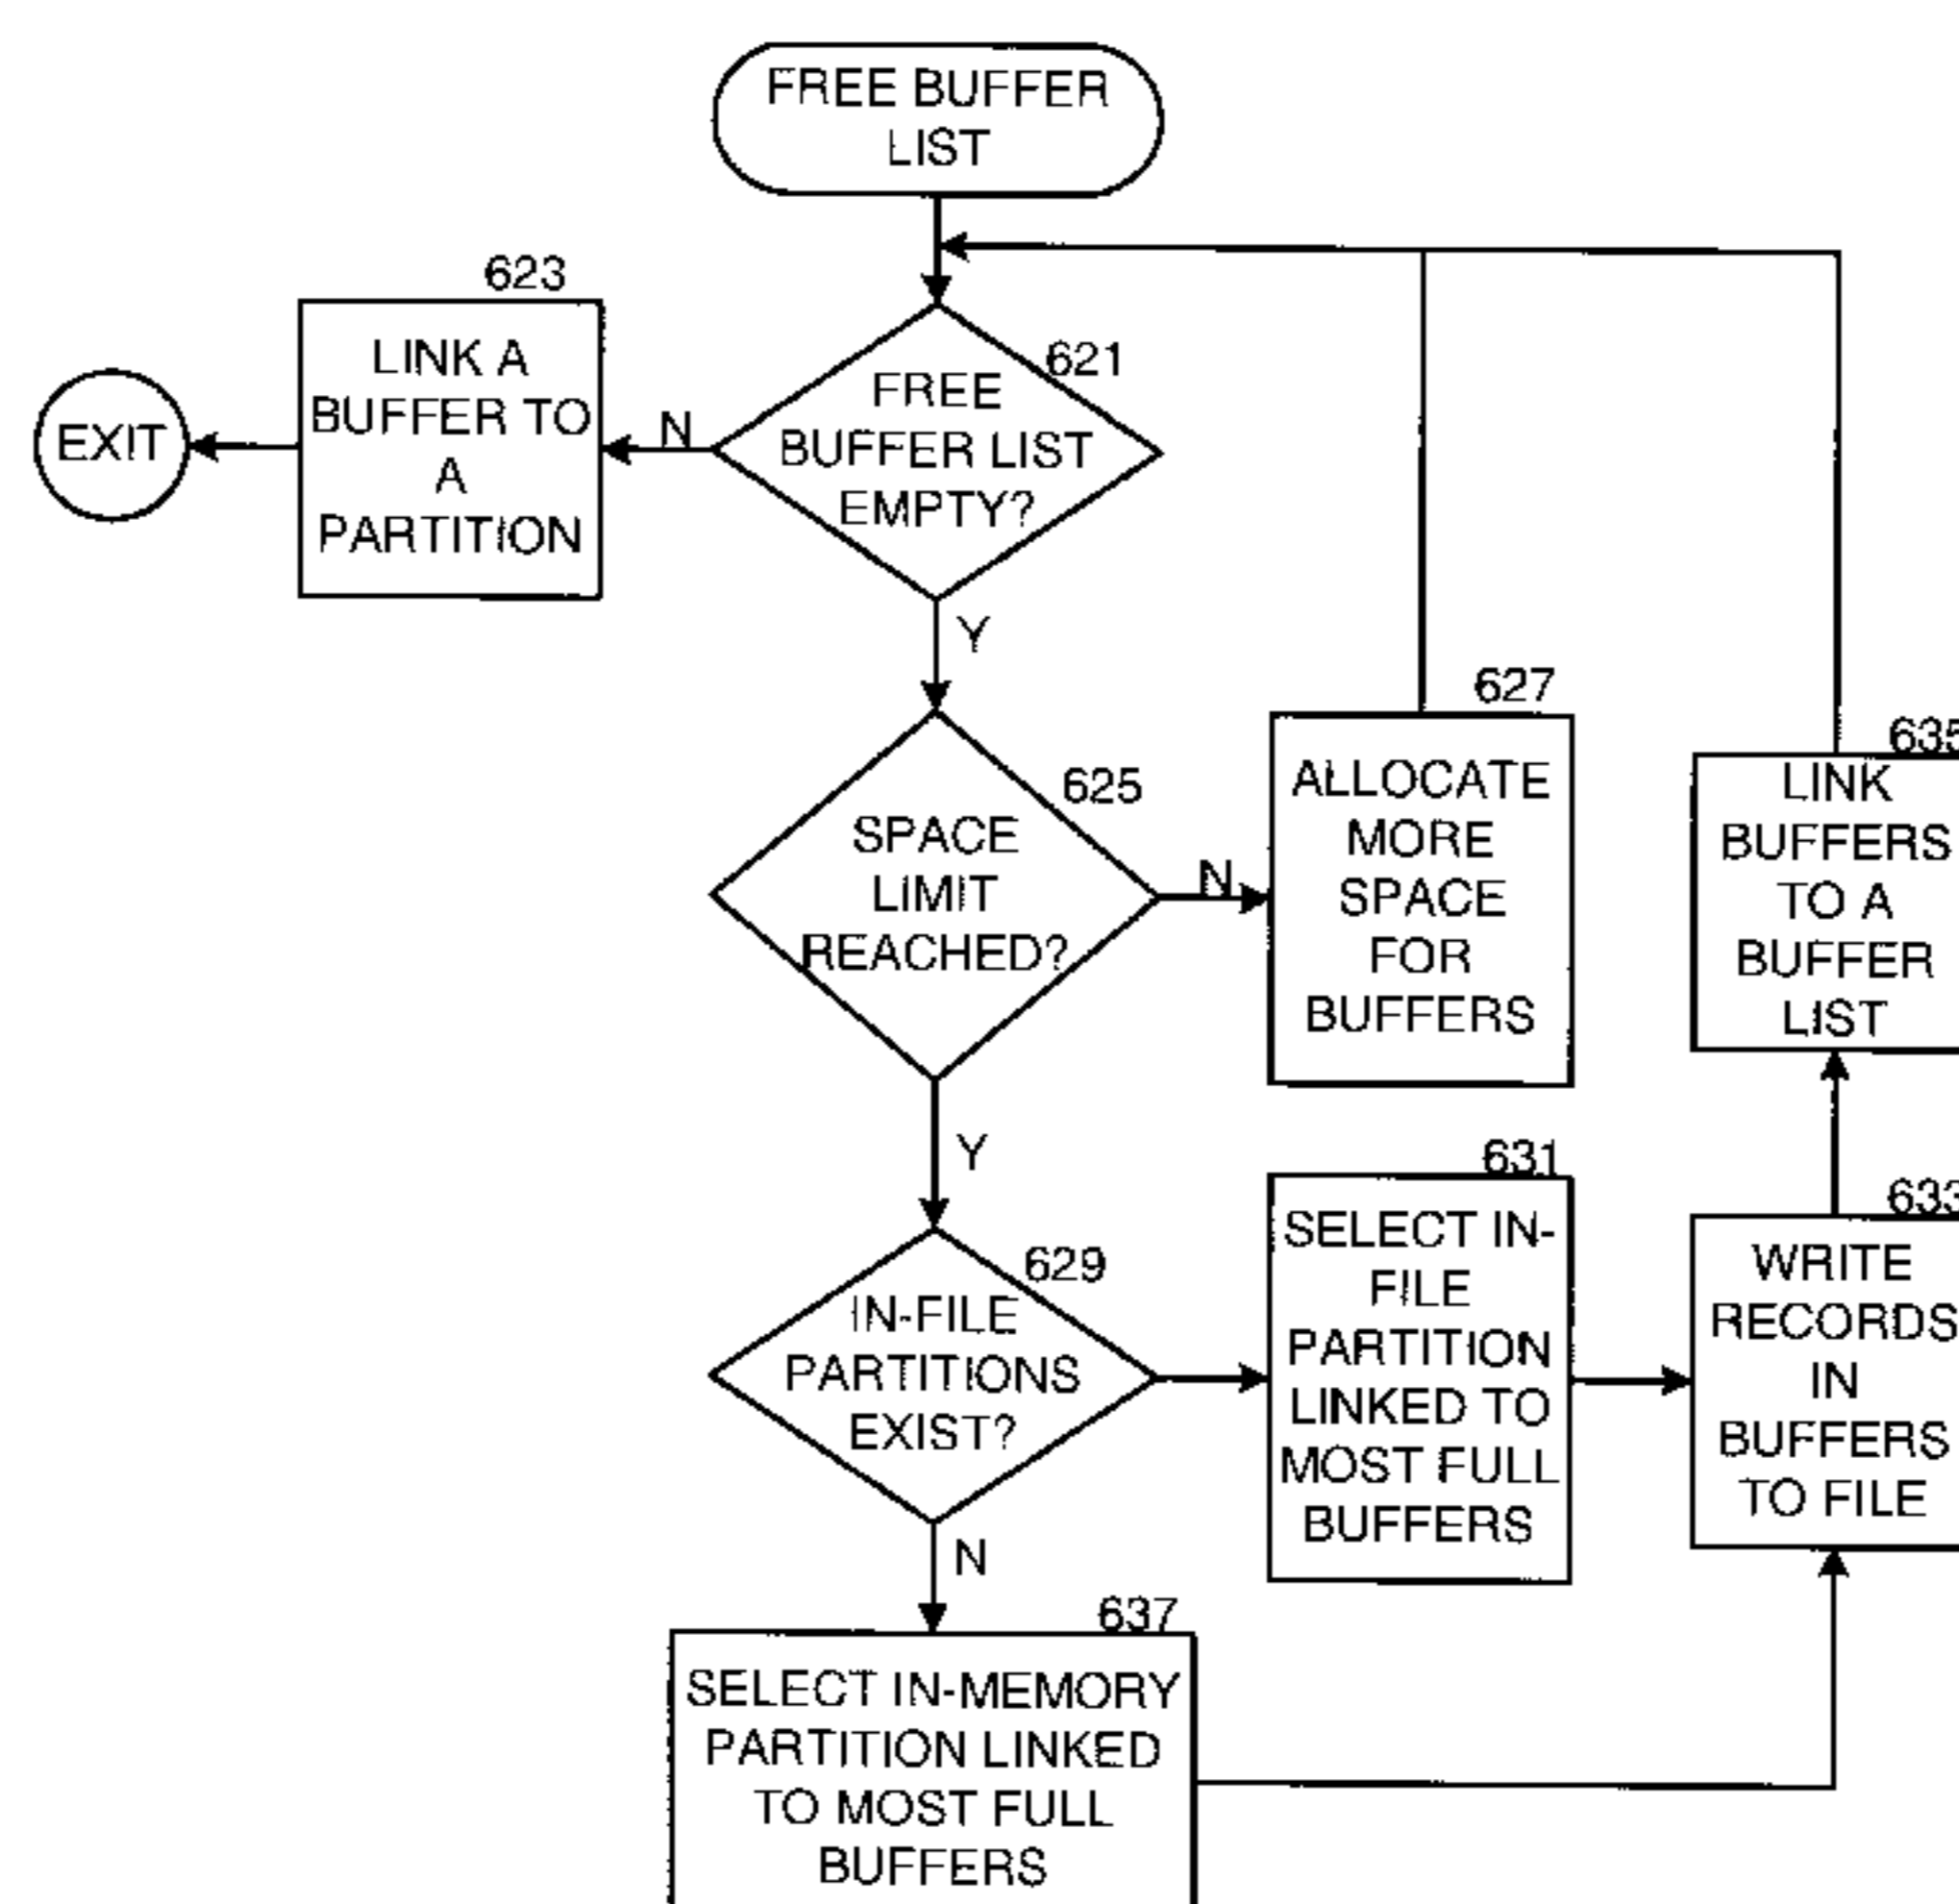 FREE BUFFER
LIST
623
LINK A
BUFFER TO
A
PARTITION
EXIT
N
621
FREE
BUFFER LIST
EMPTY?
Y
625
SPACE
LIMIT
REACHED?
N
627
ALLOCATE
MORE
SPACE
FOR
BUFFERS
635
LINK
BUFFERS
TO A
BUFFER
LIST
Y
629
IN-FILE
PARTITIONS
EXIST?
631
SELECT IN-
FILE
PARTITION
LINKED TO
MOST FULL
BUFFERS
633
WRITE
RECORDS
IN
BUFFERS
TO FILE
N
637
SELECT IN-MEMORY
PARTITION LINKED
TO MOST FULL
BUFFERS